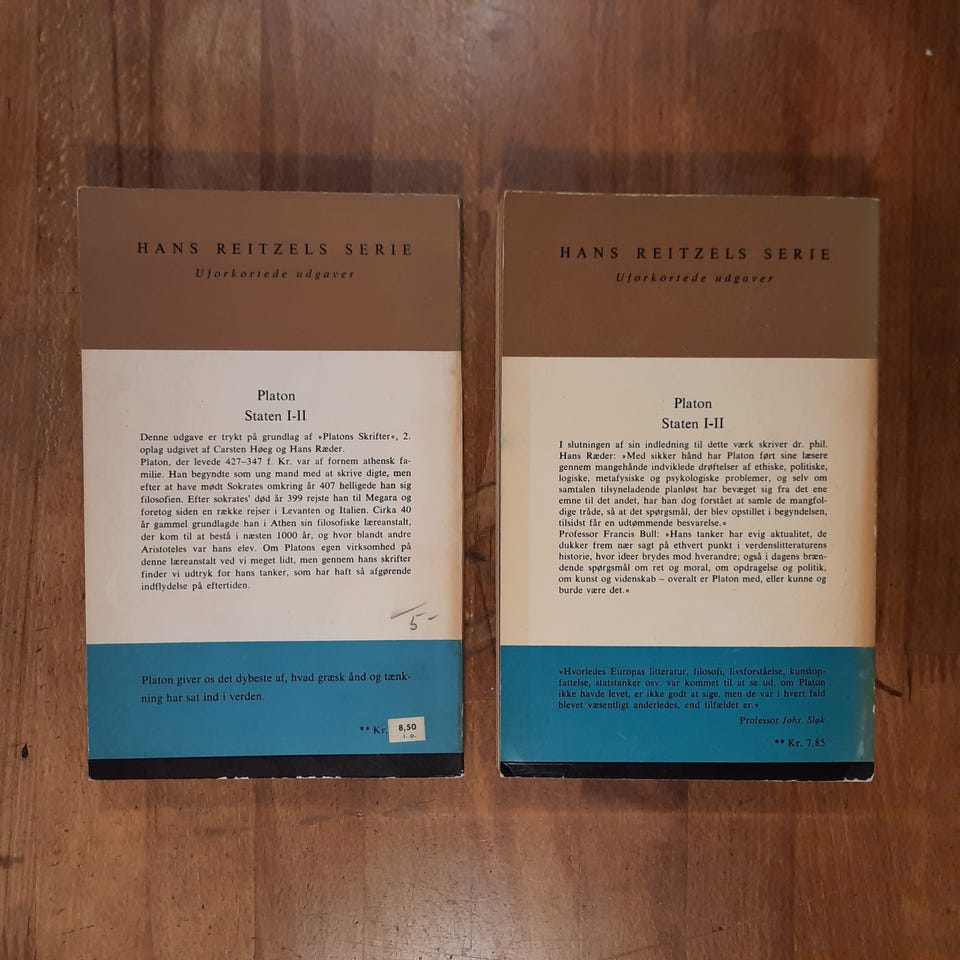 HANS REITZELS SERIE
Uforkortede udgaver
Platon
Staten I-II
Denne udgave er trykt på grundlag af »Platons Skrifter«, 2.
oplag udgivet af Carsten Høeg og Hans Ræder.
Platon, der levede 427–347 f. Kr. var af fornem athensk fa-
milie. Han begyndte som ung mand med at skrive digte, men
efter at have mødt Sokrates omkring år 407 helligede han sig
filosofien. Efter sokrates' død år 399 rejste han til Megara og
foretog siden en række rejser i Levanten og Italien. Cirka 40
år gammel grundlagde han i Athen sin filosofiske læreanstalt,
der kom til at bestå i næsten 1000 år, og hvor blandt andre
Aristoteles var hans elev. Om Platons egen virksomhed på
denne læreanstalt ved vi meget lidt, men gennem hans skrifter
finder vi udtryk for hans tanker, som har haft så afgørende
indflydelse på eftertiden.
5-
Platon giver os det dybeste af, hvad græsk ånd og tænk-
ning har sat ind i verden.
** Kr. 8,50
i. o.
HANS REITZELS SERIE
Uforkortede udgaver
Platon
Staten I-II
I slutningen af sin indledning til dette værk skriver dr. phil.
Hans Ræder: »Med sikker hånd har Platon ført sine læsere
gennem mangehånde indviklede drøftelser af ethiske, politiske,
logiske, metafysiske og psykologiske problemer, og selv om
samtalen tilsyneladende planløst har bevæget sig fra det ene
emne til det andet, har han dog forstået at samle de mangfol-
dige tråde, så at det spørgsmål, der blev opstillet i begyndelsen,
tilsidst får en udtømmende besvarelse.«
Professor Francis Bull: »Hans tanker har evig aktualitet, de
dukker frem nær sagt på ethvert punkt i verdenslitteraturens
historie, hvor ideer brydes mod hverandre; også i dagens bræn-
dende spørgsmål om ret og moral, om opdragelse og politik,
om kunst og videnskab – overalt er Platon med, eller kunne og
burde være det.«
»Hvorledes Europas litteratur, filosofi, livsforståelse, kunstop-
fattelse, statstanker osv. var kommet til at se ud, om Platon
ikke havde levet, er ikke godt at sige, men de var i hvert fald
blevet væsentligt anderledes, end tilfældet er.«
Professor Johs. Sløk
** Kr. 7,85